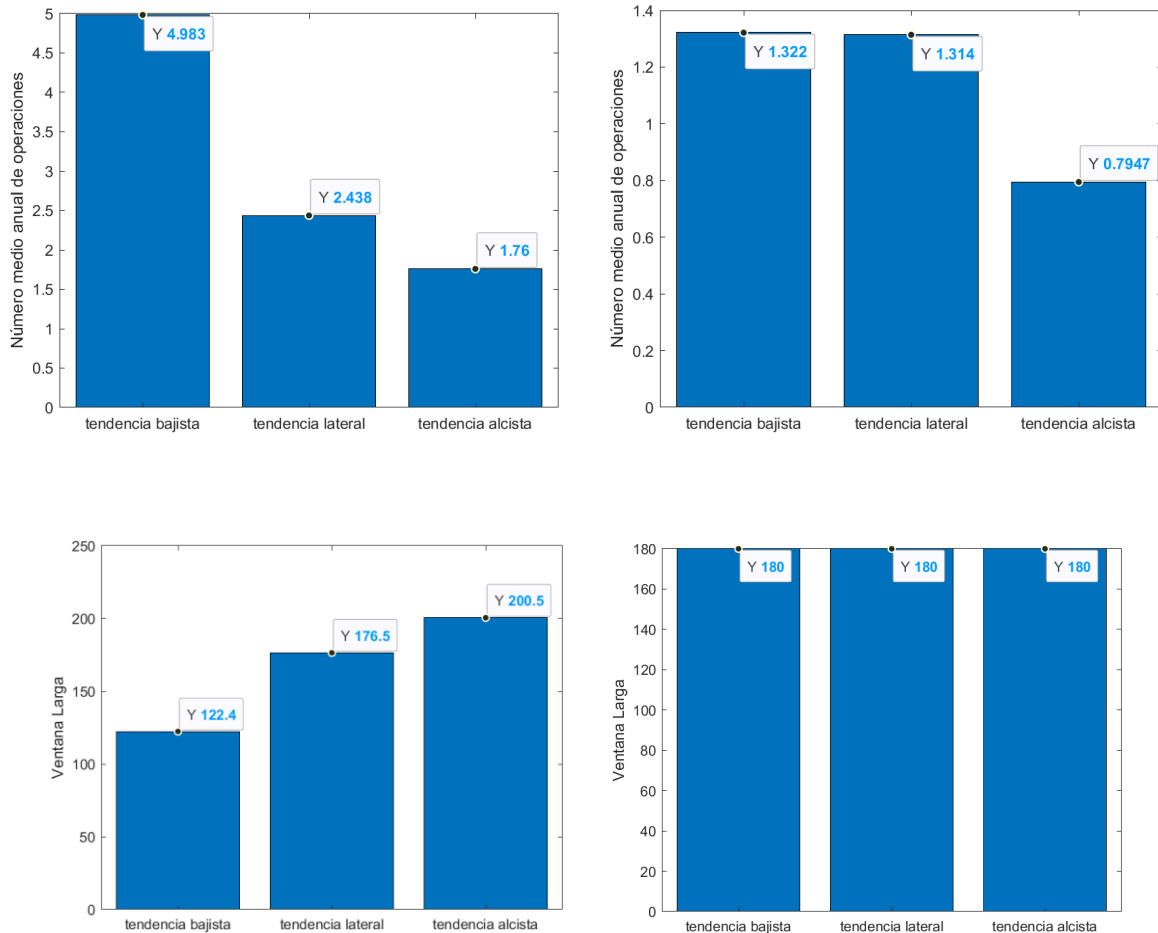 Número medio anual de operaciones
5
4.5
4
3.5
3
2.5
2
1.5
1
0.5
0
Y 4.983
Y 2.438
Y 1.76
tendencia bajista
tendencia lateral
tendencia alcista
Número medio anual de operaciones
1.4
1.2
1
0.8
0.6
0.4
0.2
0
Y 1.322
Y 1.314
Y 0.7947
tendencia bajista
tendencia lateral
tendencia alcista
Ventana Larga
250
200
150
100
50
0
Y 122.4
Y 176.5
Y 200.5
tendencia bajista
tendencia lateral
tendencia alcista
Ventana Larga
180
160
140
120
100
80
60
40
20
0
Y 180
Y 180
Y 180
tendencia bajista
tendencia lateral
tendencia alcista